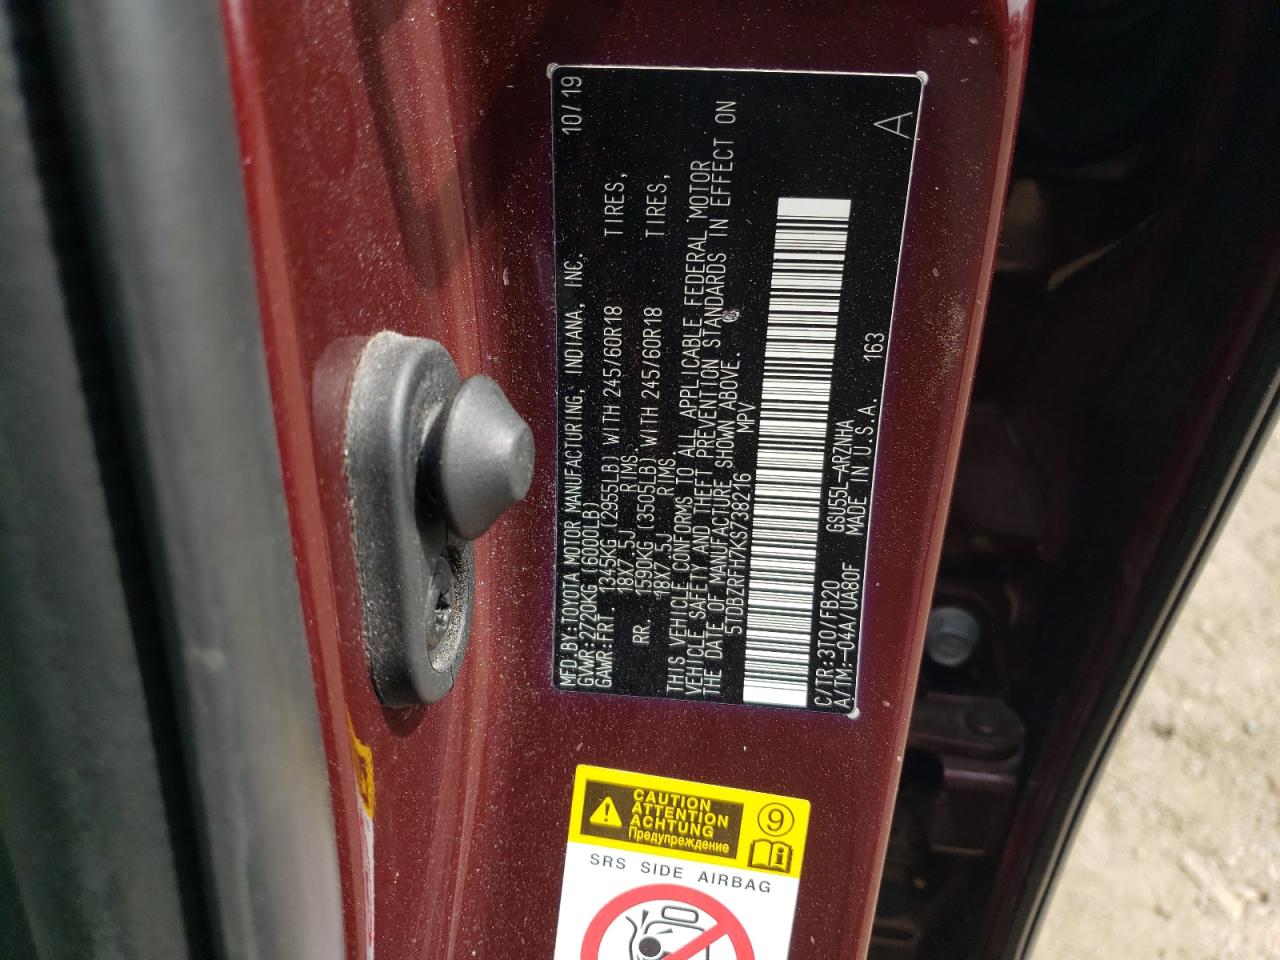 MFD.BY:TOYOTA MOTOR MANUFACTURING, INDIANA, INC. 10/19
GVWR:2720KG (6000LB)
GAWR:FRT 1345KG (2955LB) WITH 245/60R18 TIRES,
18X7.5J RIMS,
RR. 1590KG (3505LB) WITH 245/60R18 TIRES,
18X7.5J RIMS
THIS VEHICLE CONFORMS TO ALL APPLICABLE FEDERAL MOTOR
VEHICLE SAFETY AND THEFT PREVENTION STANDARDS IN EFFECT ON
THE DATE OF MANUFACTURE SHOWN ABOVE.
5TDBZRFH7KS738216 MPV
C/TR:3T07/FB20 GSU55L-ARZNHA 163
A/TM:-04A/UA80F MADE IN U.S.A.
A
CAUTION
ATTENTION
ACHTUNG
Предупреждение
9
i
SRS SIDE AIRBAG